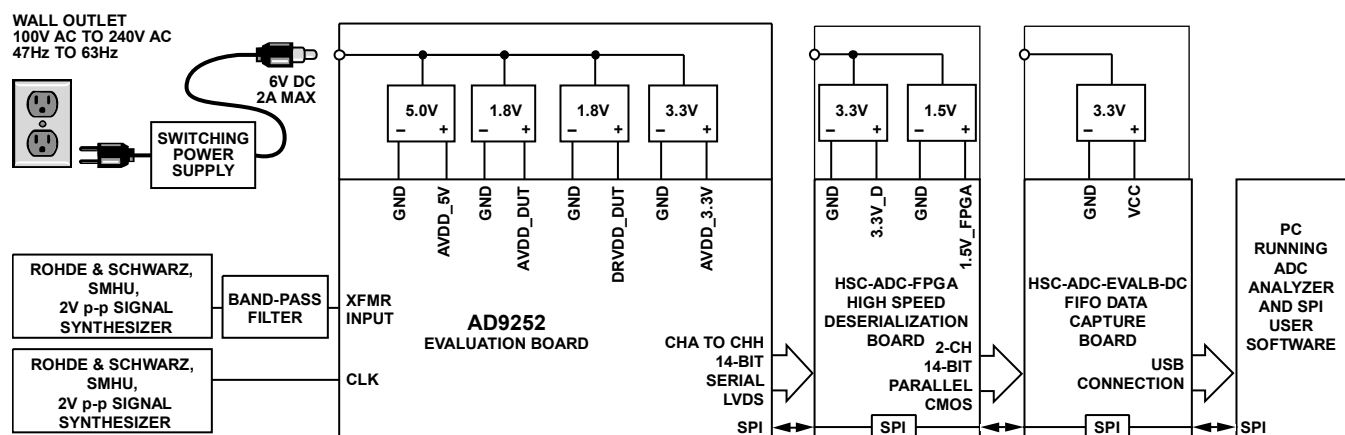 WALL OUTLET
100V AC TO 240V AC
47Hz TO 63Hz
6V DC
2A MAX
SWITCHING
POWER
SUPPLY
5.0V
1.8V
1.8V
3.3V
3.3V
1.5V
3.3V
– +
– +
– +
– +
– +
– +
– +
GND
AVDD_5V
GND
AVDD_DUT
GND
DRVDD_DUT
GND
AVDD_3.3V
GND
3.3V_D
GND
1.5V_FPGA
GND
VCC
ROHDE & SCHWARZ,
SMHU,
2V p-p SIGNAL
SYNTHESIZER
BAND-PASS
FILTER
XFMR
INPUT
ROHDE & SCHWARZ,
SMHU,
2V p-p SIGNAL
SYNTHESIZER
CLK
AD9252
EVALUATION BOARD
CHA TO CHH
14-BIT
SERIAL
LVDS
SPI
HSC-ADC-FPGA
HIGH SPEED
DESERIALIZATION
BOARD
2-CH
14-BIT
PARALLEL
CMOS
SPI
HSC-ADC-EVALB-DC
FIFO DATA
CAPTURE
BOARD
USB
CONNECTION
SPI
PC
RUNNING
ADC
ANALYZER
AND SPI
USER
SOFTWARE
SPI